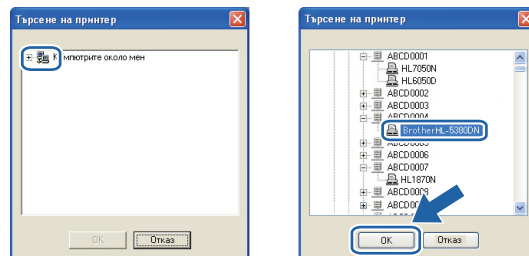 Търсене на принтер
К мпютрите около мен
OK
Отказ
Търсене на принтер
ABCD0001
HL7050N
HL6050D
ABCD0002
ABCD0003
ABCD0004
BrotherHL-5380DN
ABCD0005
ABCD0006
ABCD0007
HL1870N
OK
Отказ